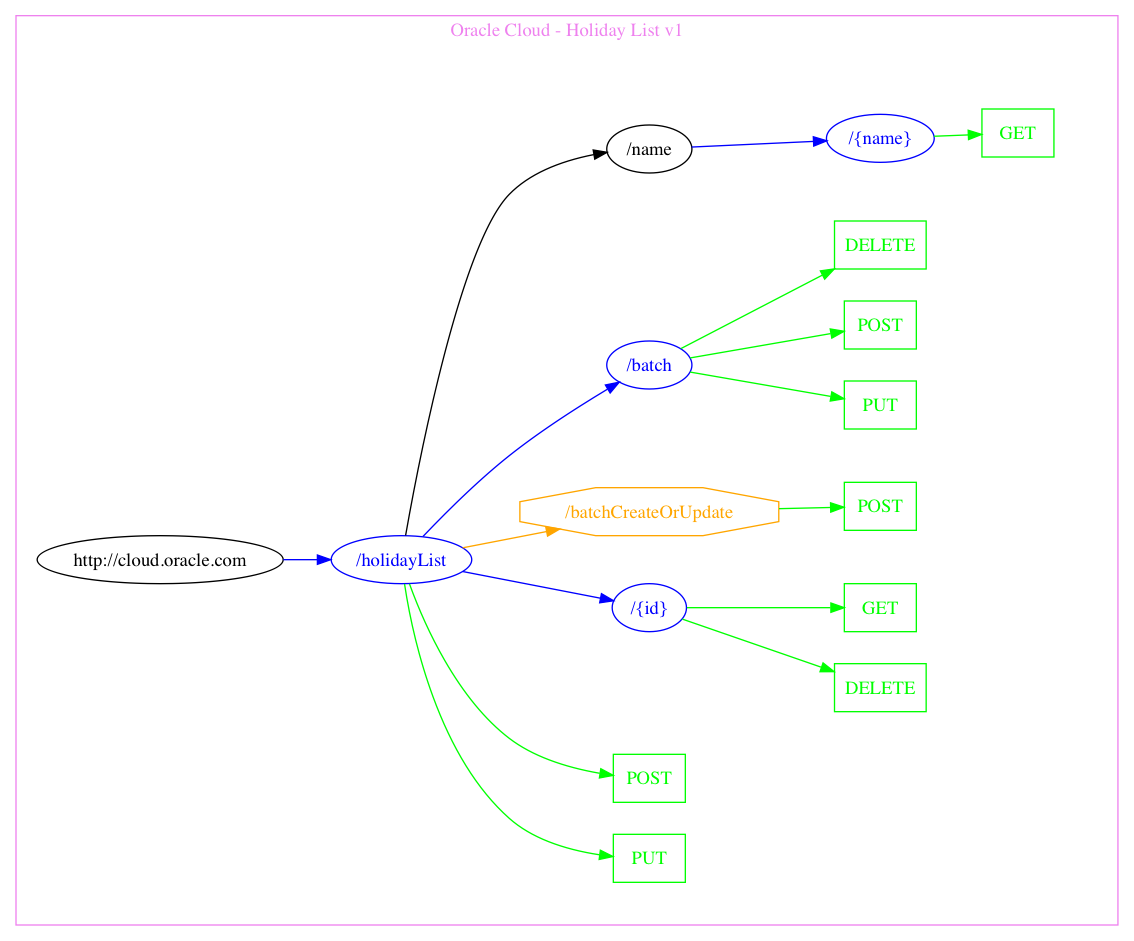 Oracle Cloud - Holiday List v1
/name
/{name}
GET
DELETE
POST
/batch
PUT
/batchCreateOrUpdate
POST
http://cloud.oracle.com
/holidayList
/{id}
GET
DELETE
POST
PUT